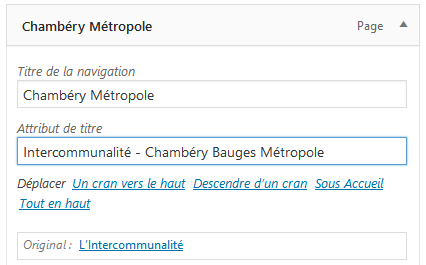 Chambéry Métropole Page
Titre de la navigation
Chambéry Métropole
Attribut de titre
Intercommunalité - Chambéry Bauges Métropole
Déplacer Un cran vers le haut Descendre d'un cran Sous Accueil
Tout en haut
Original : L'Intercommunalité